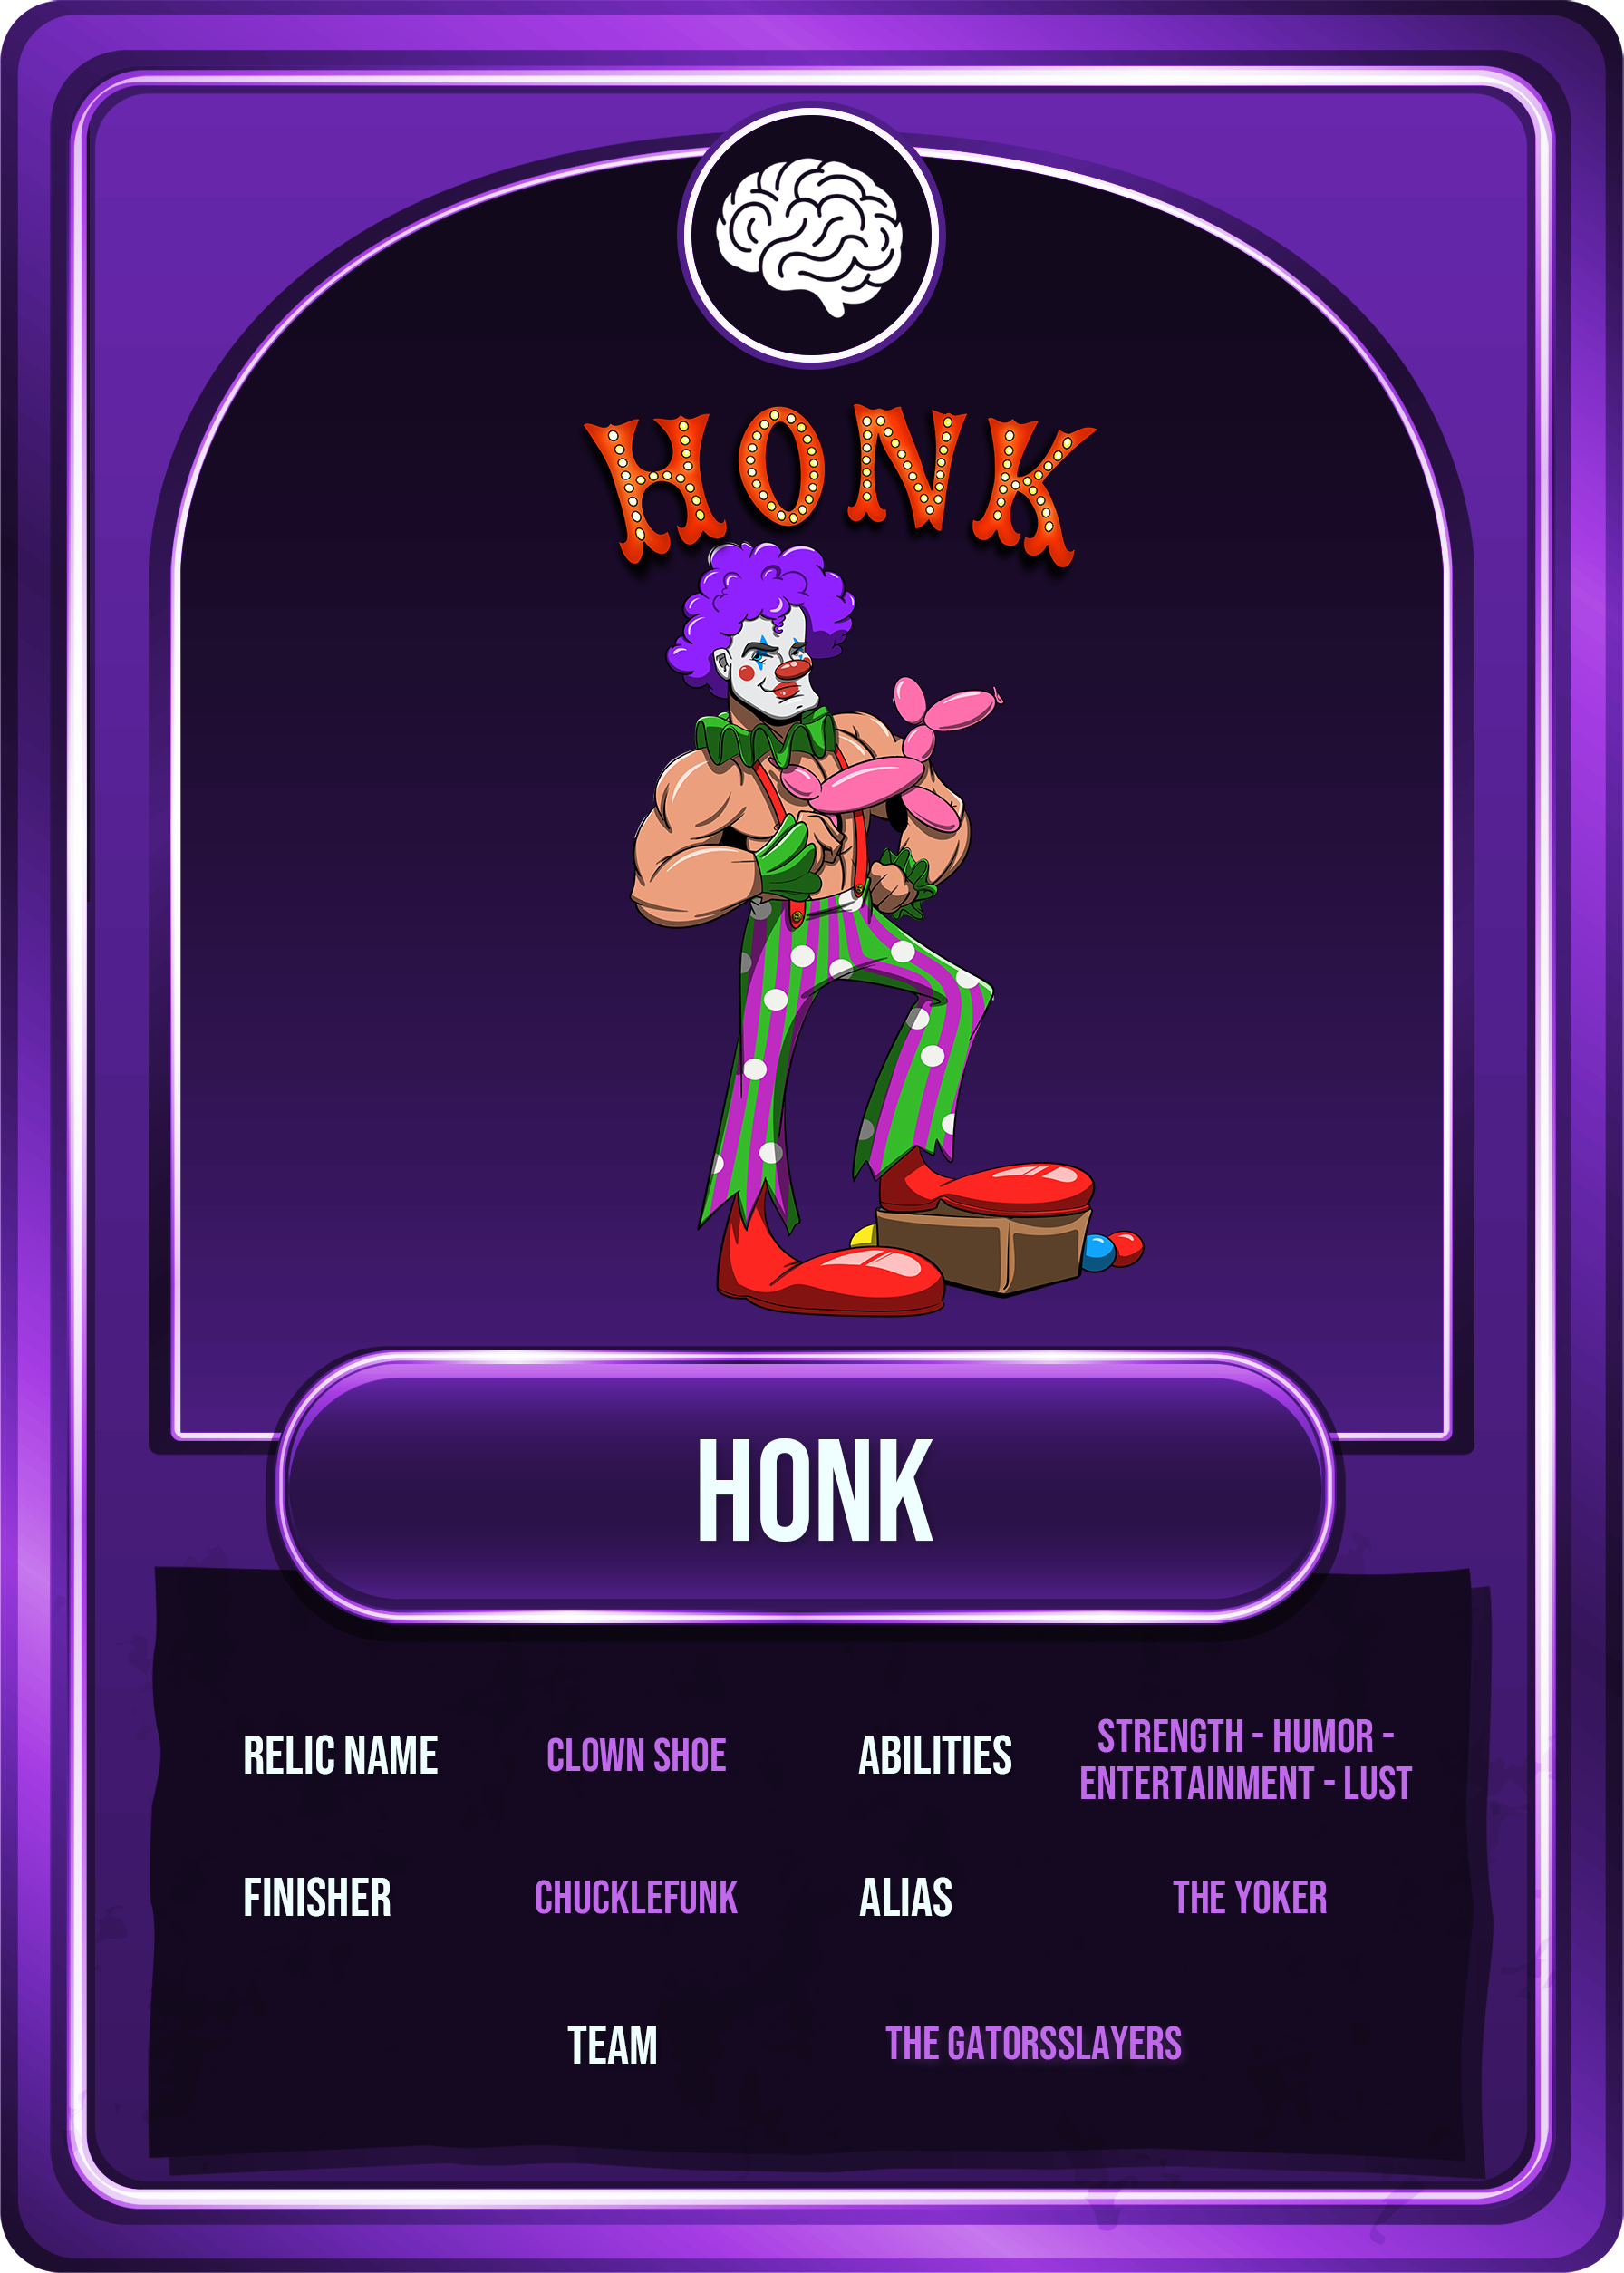 HONK
HONK
RELIC NAME
CLOWN SHOE
ABILITIES
STRENGTH - HUMOR -
ENTERTAINMENT - LUST
FINISHER
CHUCKLEFUNK
ALIAS
THE YOKER
TEAM
THE GATORSSLAYERS